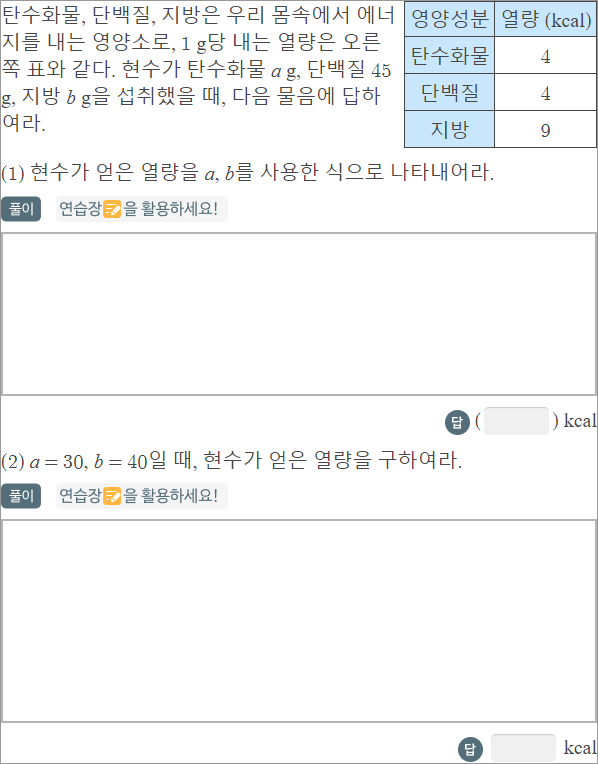 탄수화물, 단백질, 지방은 우리 몸속에서 에너
지를 내는 영양소로, 1 g당 내는 열량은 오른
쪽 표와 같다. 현수가 탄수화물 a g, 단백질 45
g, 지방 b g을 섭취했을 때, 다음 물음에 답하
여라.
영양성분 열량 (kcal)
탄수화물 4
단백질 4
지방 9
(1) 현수가 얻은 열량을 a, b를 사용한 식으로 나타내어라.
풀이 연습장을 활용하세요!
답 ( ) kcal
(2) a = 30, b = 40일 때, 현수가 얻은 열량을 구하여라.
풀이 연습장을 활용하세요!
답 kcal